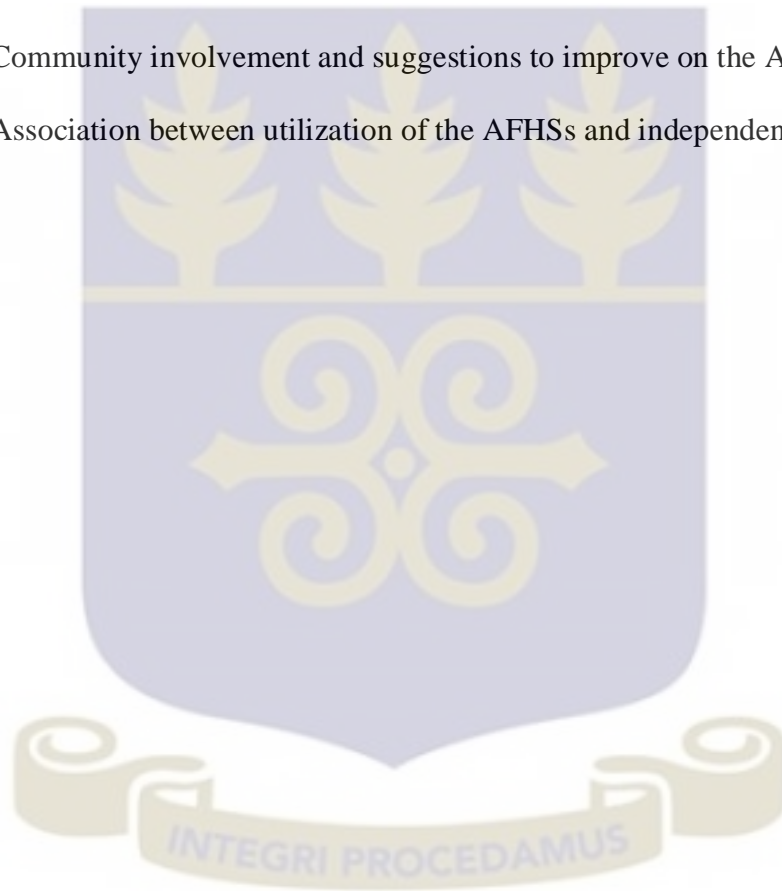 Community involvement and suggestions to improve on the A
Association between utilization of the AFHSs and independen
INTEGRI PROCEDAMUS